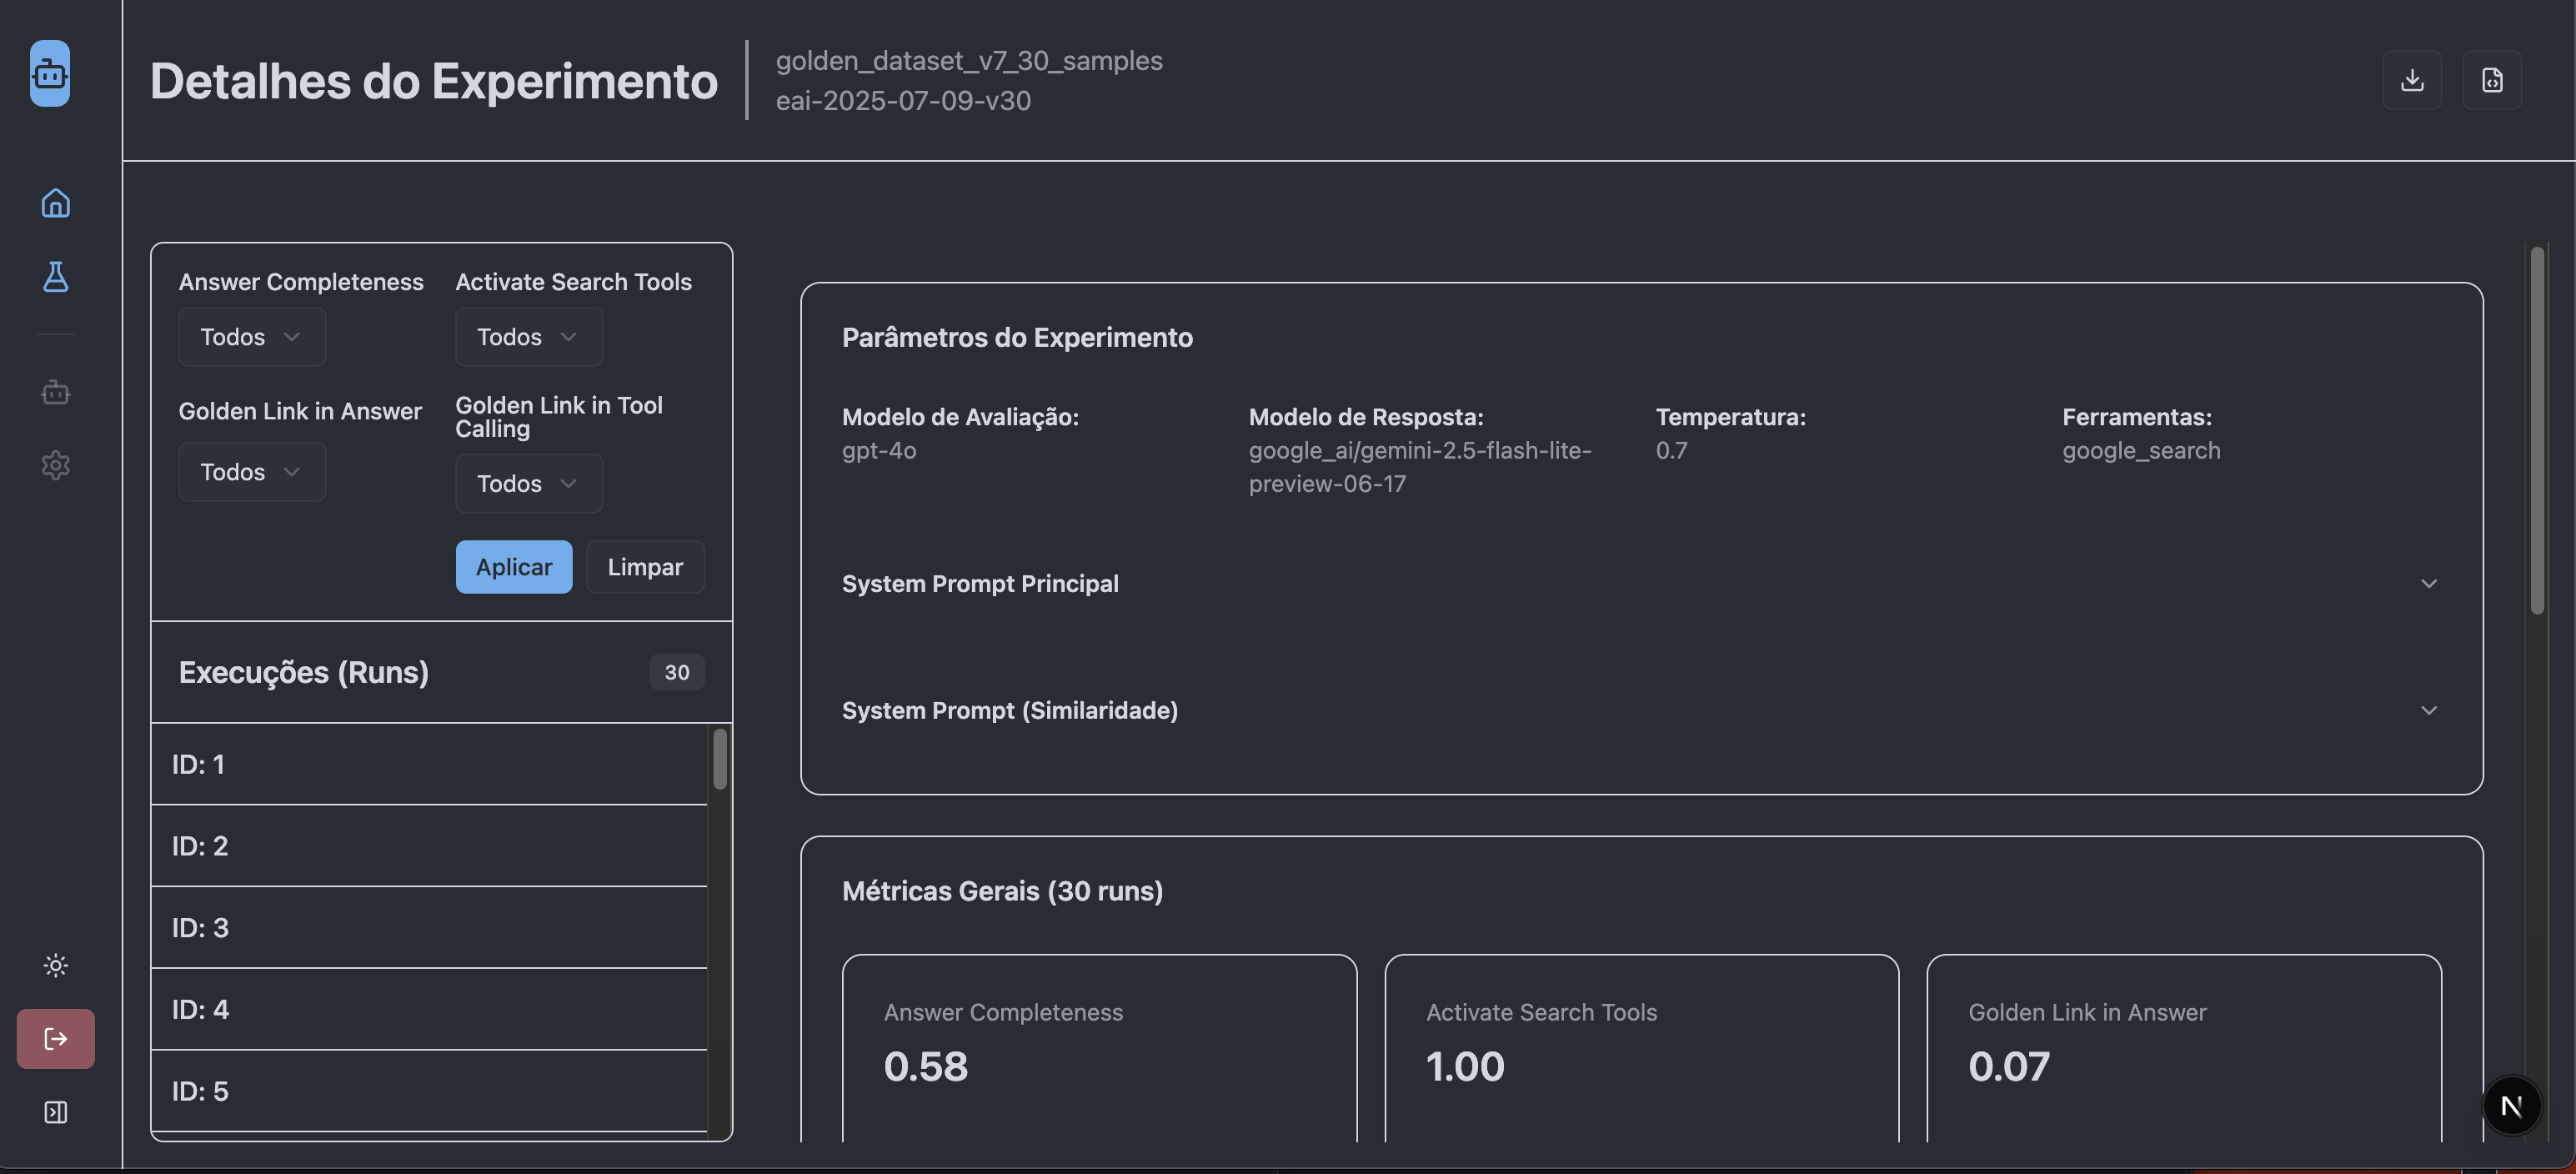 Detalhes do Experimento
golden_dataset_v7_30_samples
eai-2025-07-09-v30
Answer Completeness
Todos
Activate Search Tools
Todos
Golden Link in Answer
Todos
Golden Link in Tool
Calling
Todos
Aplicar
Limpar
Execuções (Runs)
30
ID: 1
ID: 2
ID: 3
ID: 4
ID: 5
Parâmetros do Experimento
Modelo de Avaliação:
gpt-4o
Modelo de Resposta:
google_ai/gemini-2.5-flash-lite-
preview-06-17
Temperatura:
0.7
Ferramentas:
google_search
System Prompt Principal
System Prompt (Similaridade)
Métricas Gerais (30 runs)
Answer Completeness
0.58
Activate Search Tools
1.00
Golden Link in Answer
0.07
N